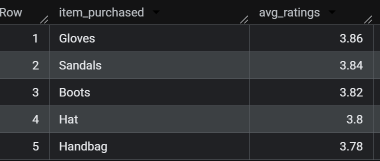 Row item_purchased avg_ratings
1 Gloves 3.86
2 Sandals 3.84
3 Boots 3.82
4 Hat 3.8
5 Handbag 3.78